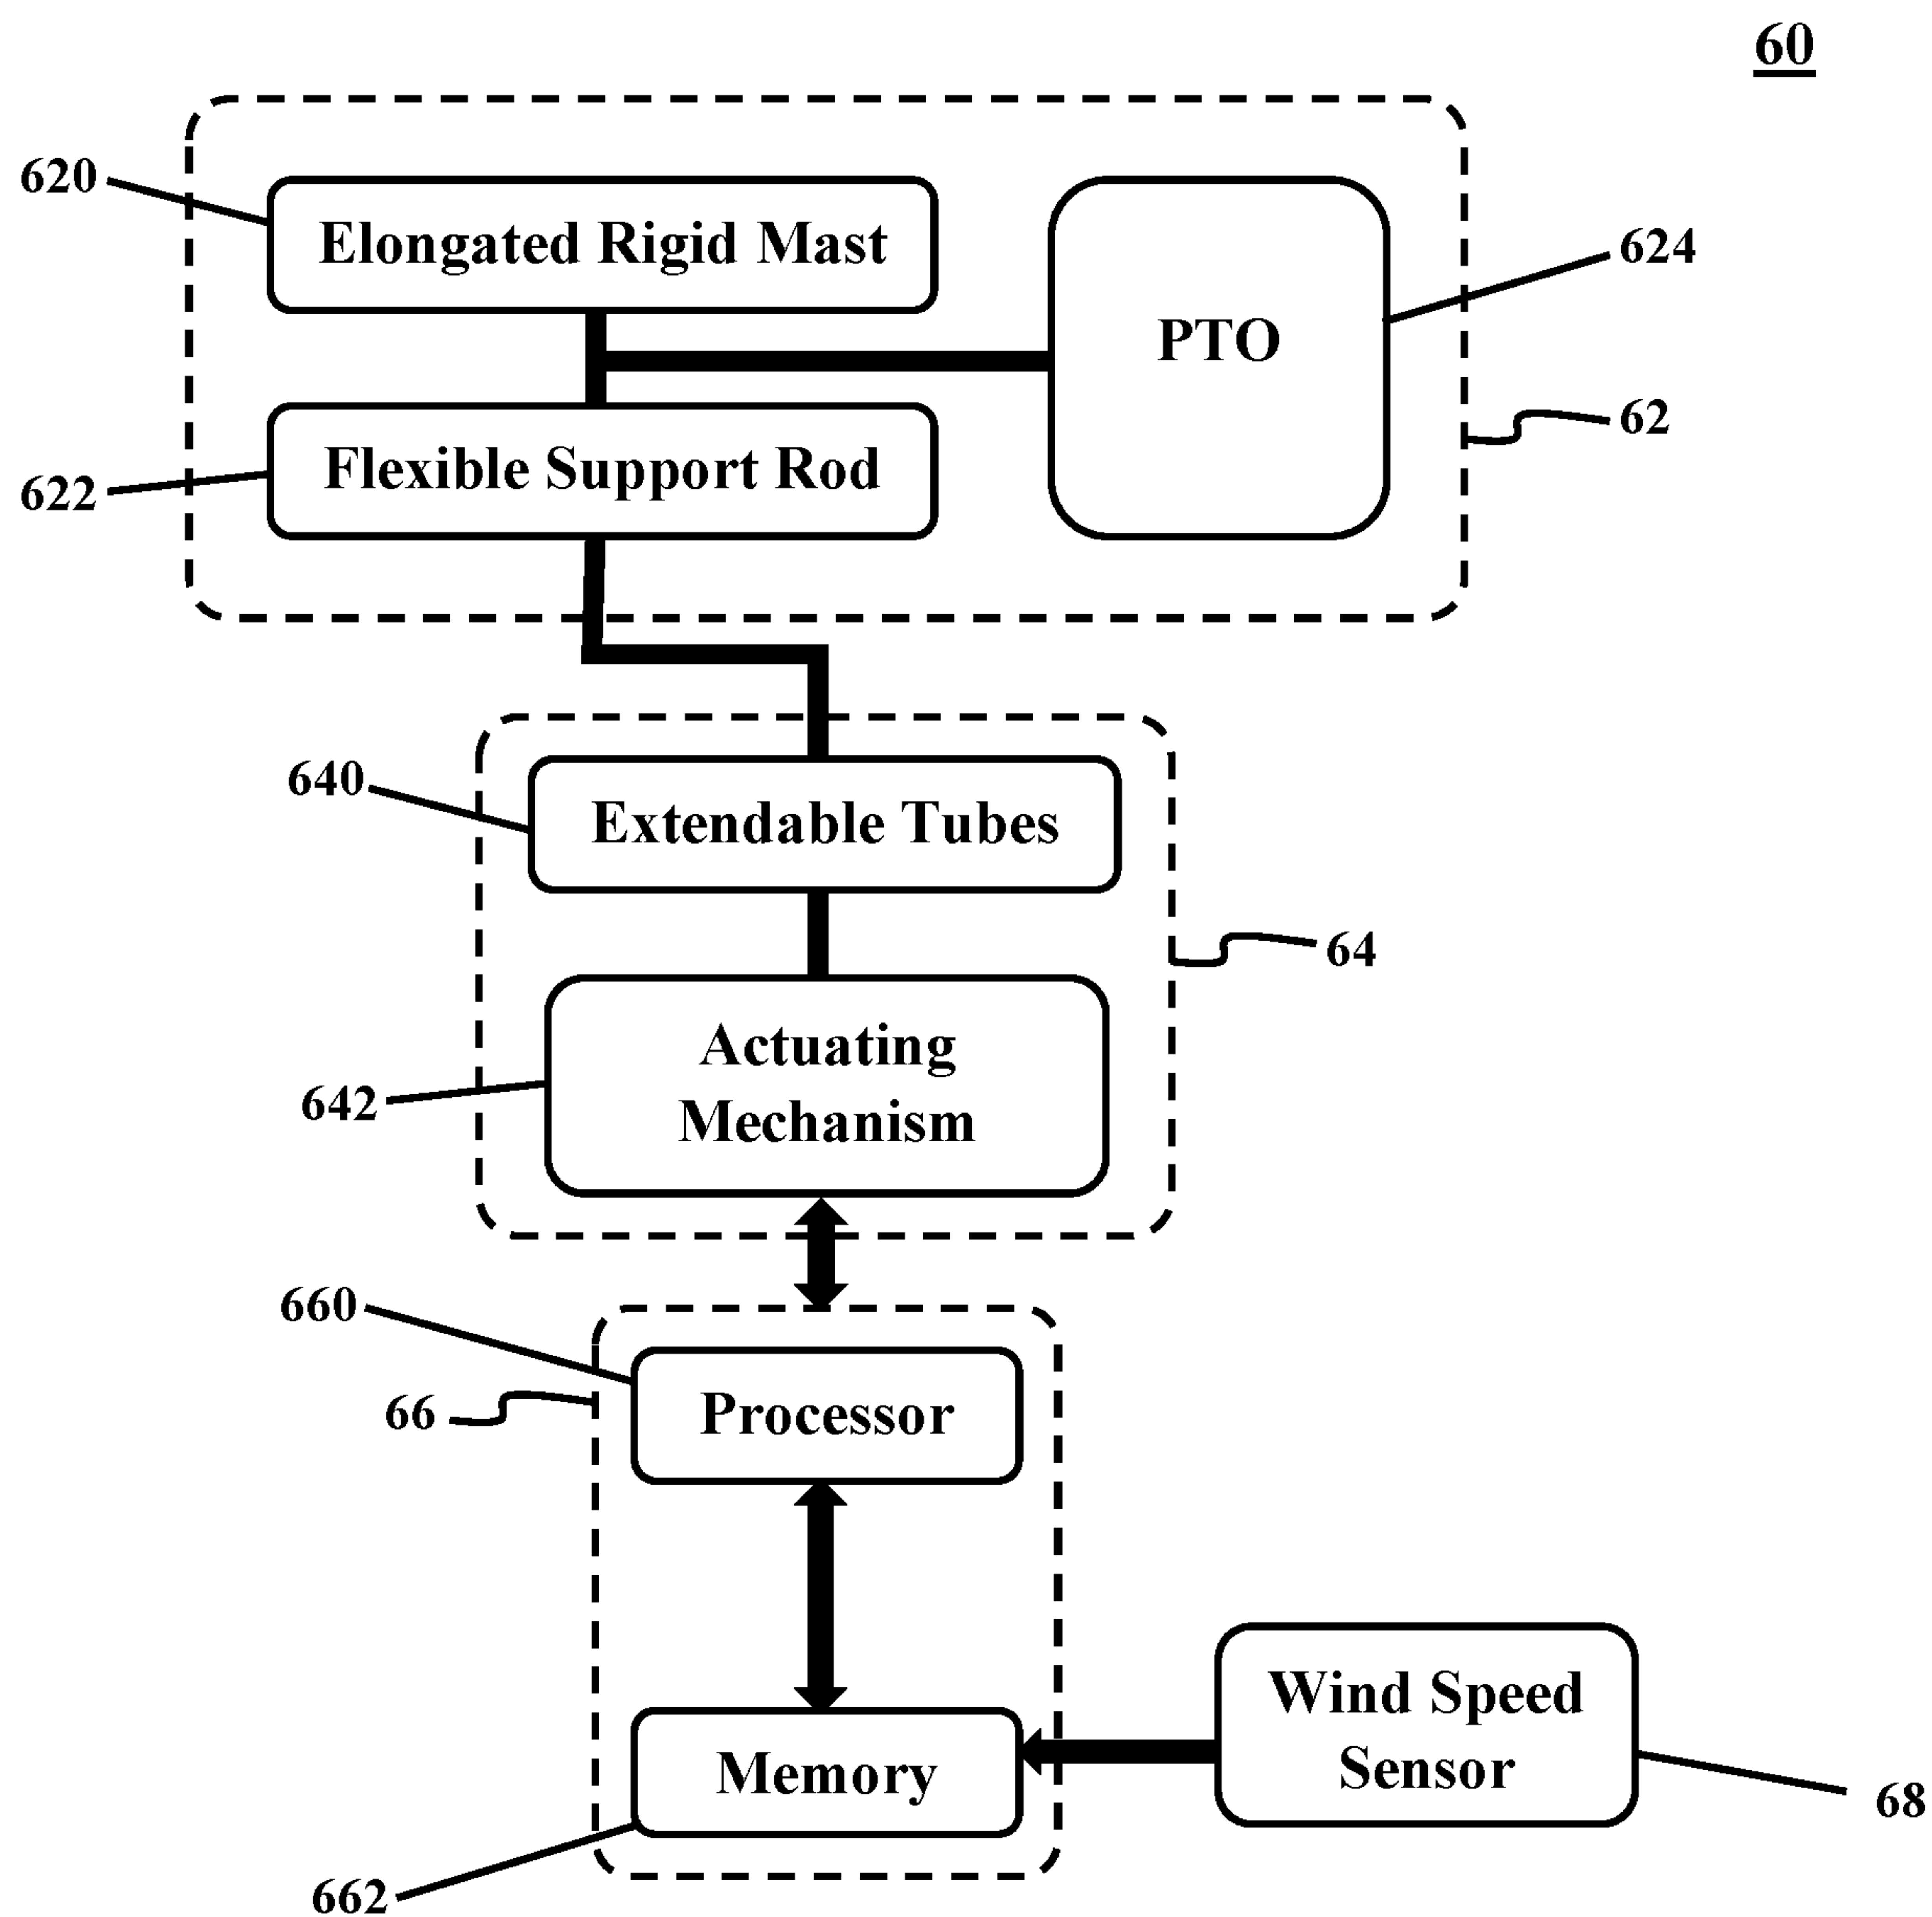 60
620
Elongated Rigid Mast
624
PTO
62
Flexible Support Rod
622
640
Extendable Tubes
64
Actuating
Mechanism
642
660
66
Processor
Wind Speed
Sensor
Memory
68
662